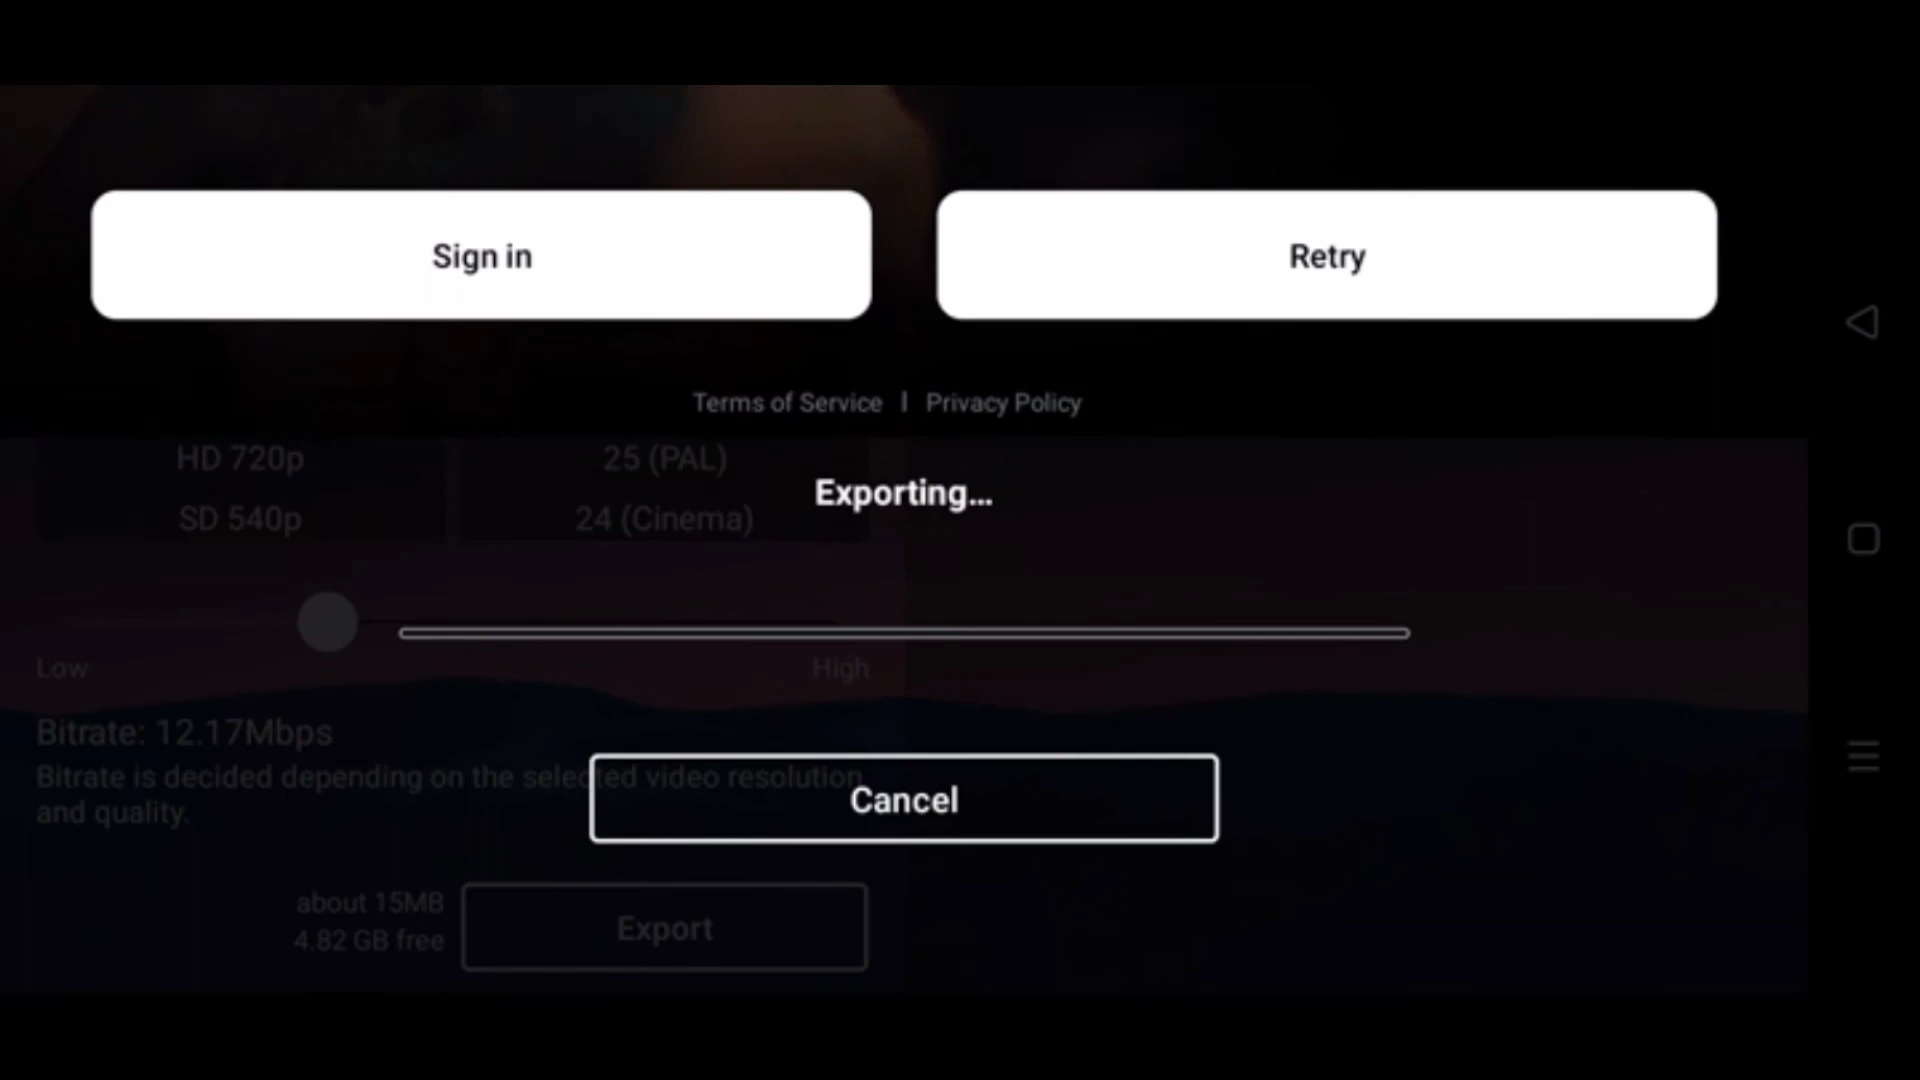 Sign in
Retry
Terms of Service | Privacy Policy
HD 720p
25 (PAL)
Exporting...
SD 540p
24 (Cinema)
Low
High
Bitrate: 12.17Mbps
Bitrate is decided depending on the selected video resolution
and quality.
Cancel
about 15MB
4.82 GB free
Export